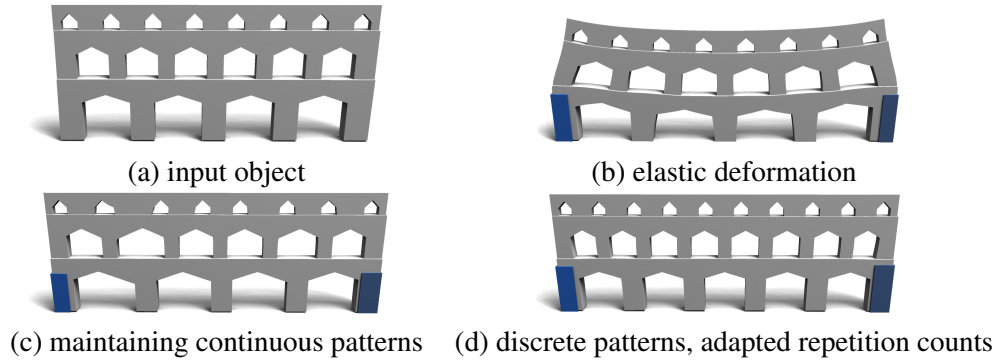 (a) input object
(b) elastic deformation
(c) maintaining continuous patterns
(d) discrete patterns, adapted repetition counts